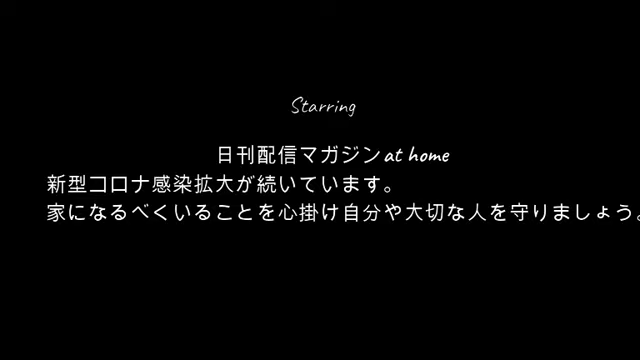 Starring
日刊配信マガジンat home
新型コロナ感染拡大が続いています。
家になるべくいることを心掛け自分や大切な人を守りましょう。